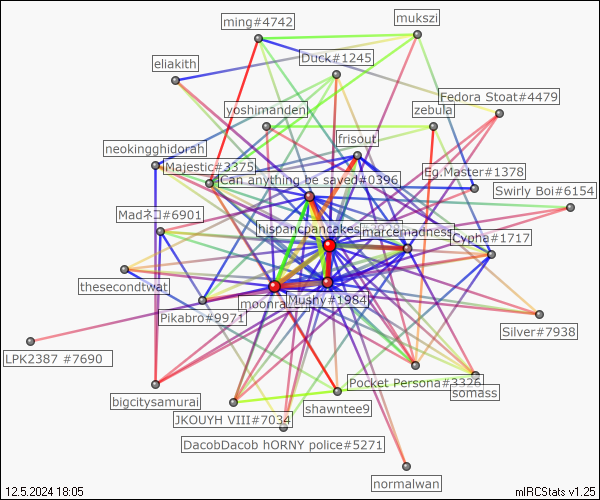 ming#4742
mukszi
Duck#1245
eliakith
Fedora Stoat#4479
yoshimanden
zebula
frisout
neokingghidorah
Majestic#3375
Eg.Master#1378
Can anything be saved#0396
Swirly Boi#6154
Madネコ#6901
hispancpancakes
marcemadness
Cypha#1717
thesecondtwat
Mushy#1984
Pikabro#9971
Silver#7938
LPK2387 #7690
Pocket Persona#3326
somass
bigcitysamurai
shawntee9
JKOUYH VIII#7034
DacobDacob hORNY police#5271
normalwan
12.5.2024 18:05
mIRCStats v1.25